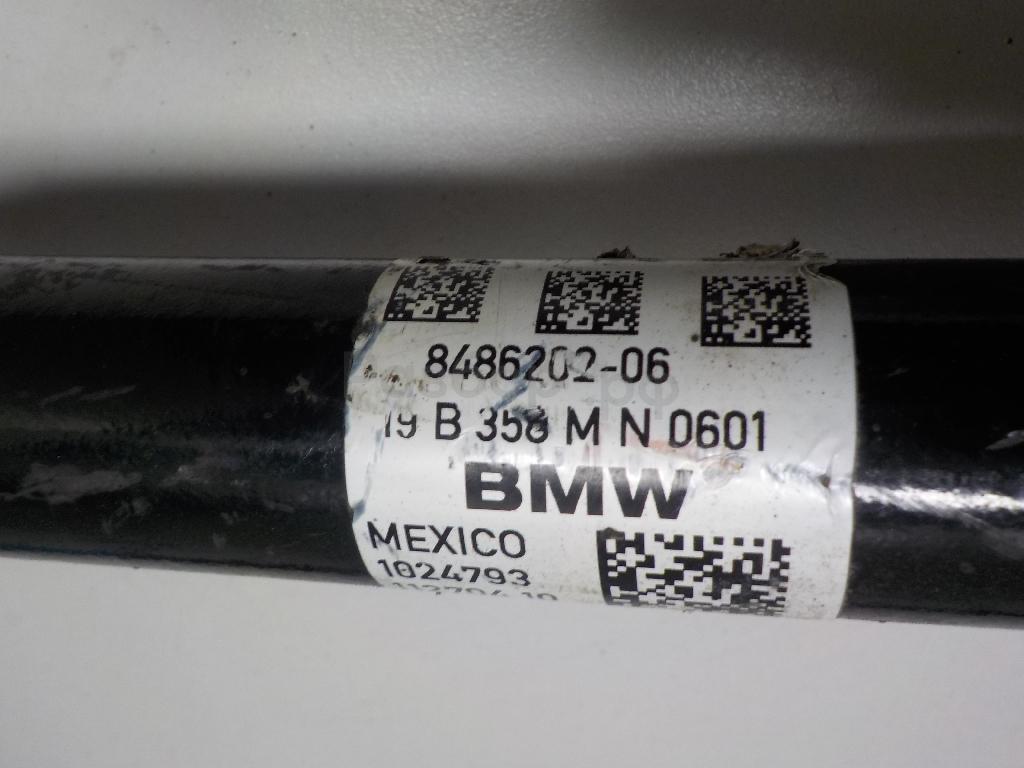 8486202-06
19 B 358 M N 0601
BMW
MEXICO
1024793